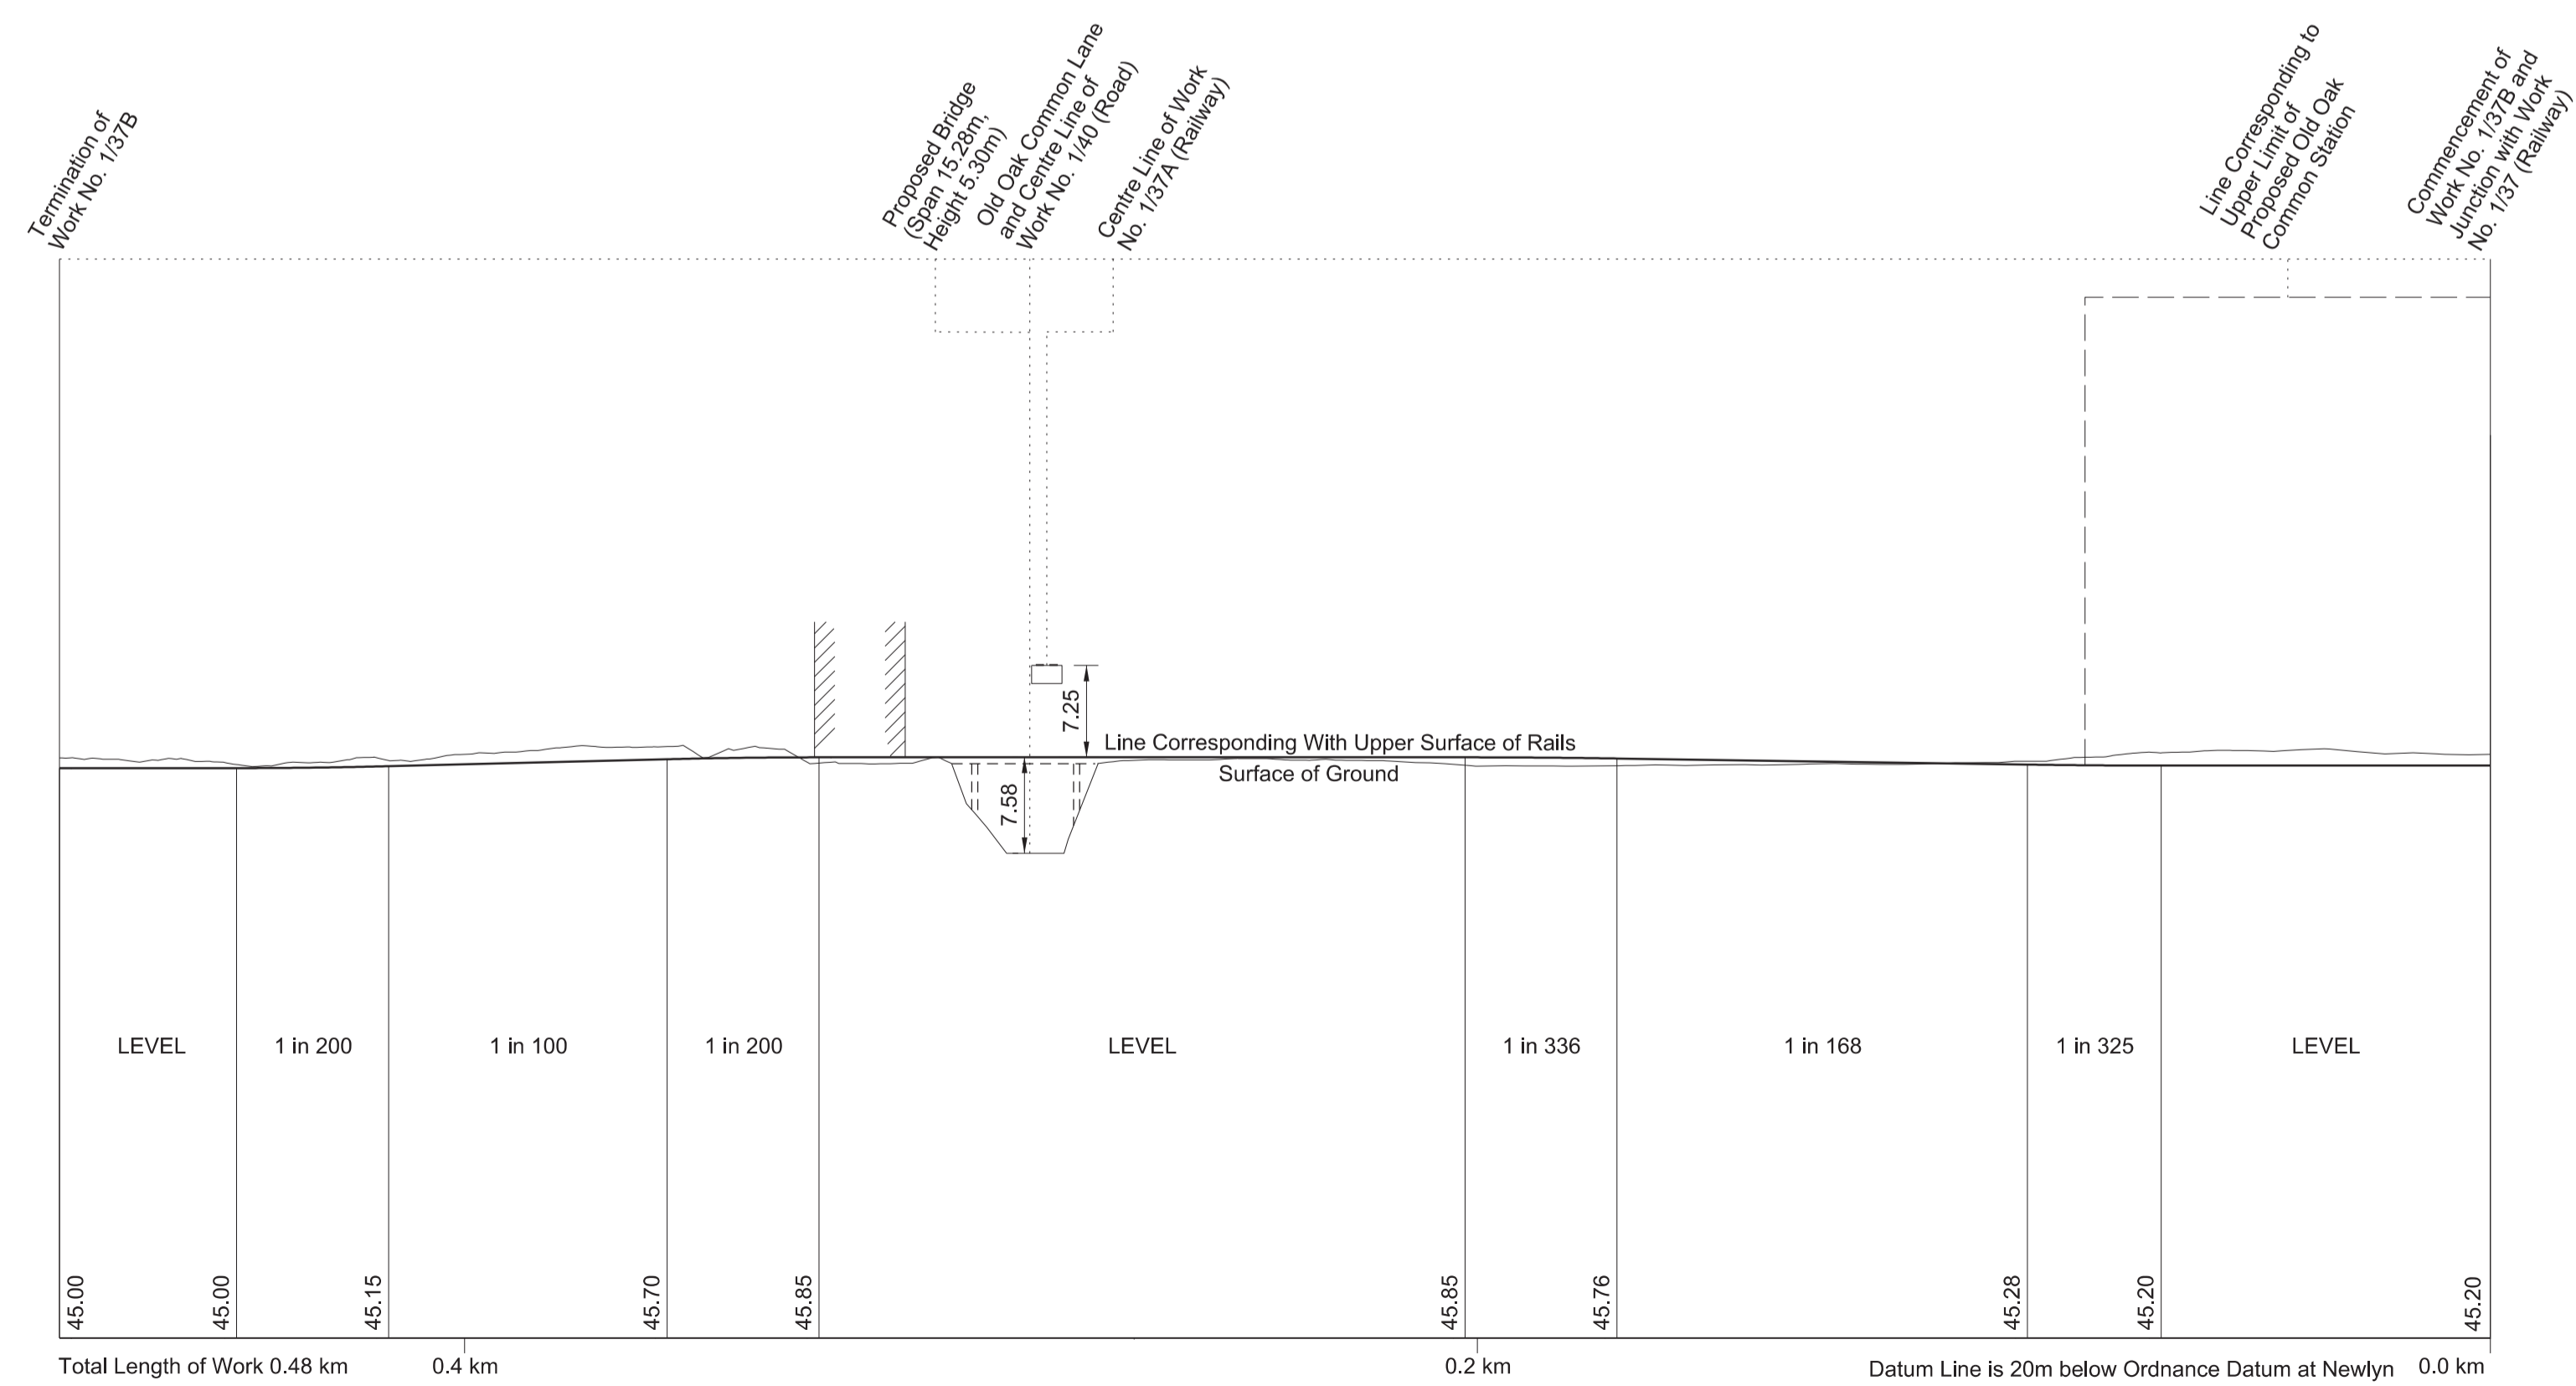 Termination of
Work No. 1/37B
Proposed Bridge
(Span 15.28m,
Height 5.30m)
Old Oak Common Lane
and Centre Line of
Work No. 1/40 (Road)
Centre Line of Work
No. 1/37A (Railway)
Line Corresponding to
Upper Limit of
Proposed Old Oak
Common Station
Commencement of
Work No. 1/37B and
Junction with Work
No. 1/37 (Railway)
7.25
Line Corresponding With Upper Surface of Rails
Surface of Ground
7.58
LEVEL
1 in 200
1 in 100
1 in 200
LEVEL
1 in 336
1 in 168
1 in 325
LEVEL
45.00
45.00
45.15
45.70
45.85
45.85
45.76
45.28
45.20
45.20
Total Length of Work 0.48 km
0.4 km
0.2 km
Datum Line is 20m below Ordnance Datum at Newlyn
0.0 km